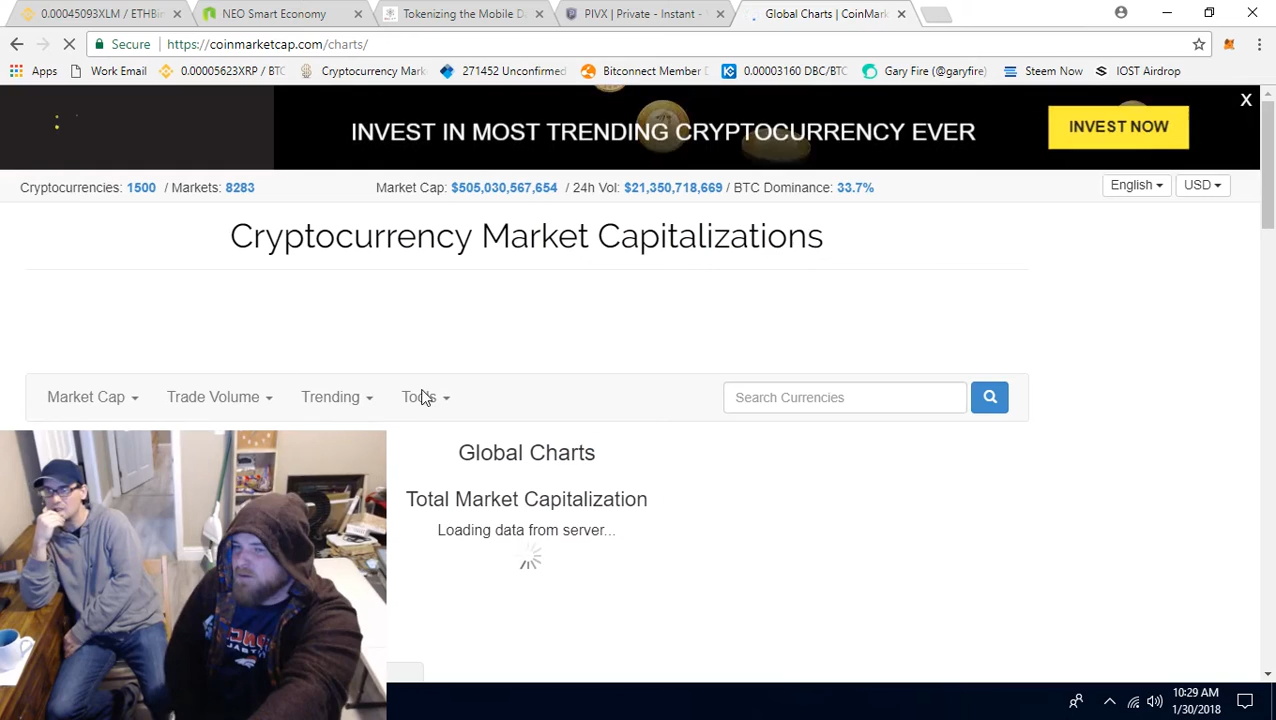 0.00045093XLM / ETHBin
NEO Smart Economy
Tokenizing the Mobile D
PIVX | Private - Instant -
Global Charts | CoinMark
Secure
https://coinmarketcap.com/charts/
Apps
Work Email
0.00005623XRP / BTC
Cryptocurrency Mark
271452 Unconfirmed
Bitconnect Member D
0.00003160 DBC/BTC
Gary Fire (@garyfire)
Steem Now
IOST Airdrop
INVEST IN MOST TRENDING CRYPTOCURRENCY EVER
INVEST NOW
X
Cryptocurrencies: 1500 / Markets: 8283
Market Cap: $505,030,567,654 / 24h Vol: $21,350,718,669 / BTC Dominance: 33.7%
English
USD
Cryptocurrency Market Capitalizations
Market Cap
Trade Volume
Trending
Tools
Search Currencies
Global Charts
Total Market Capitalization
Loading data from server...
10:29 AM
1/30/2018